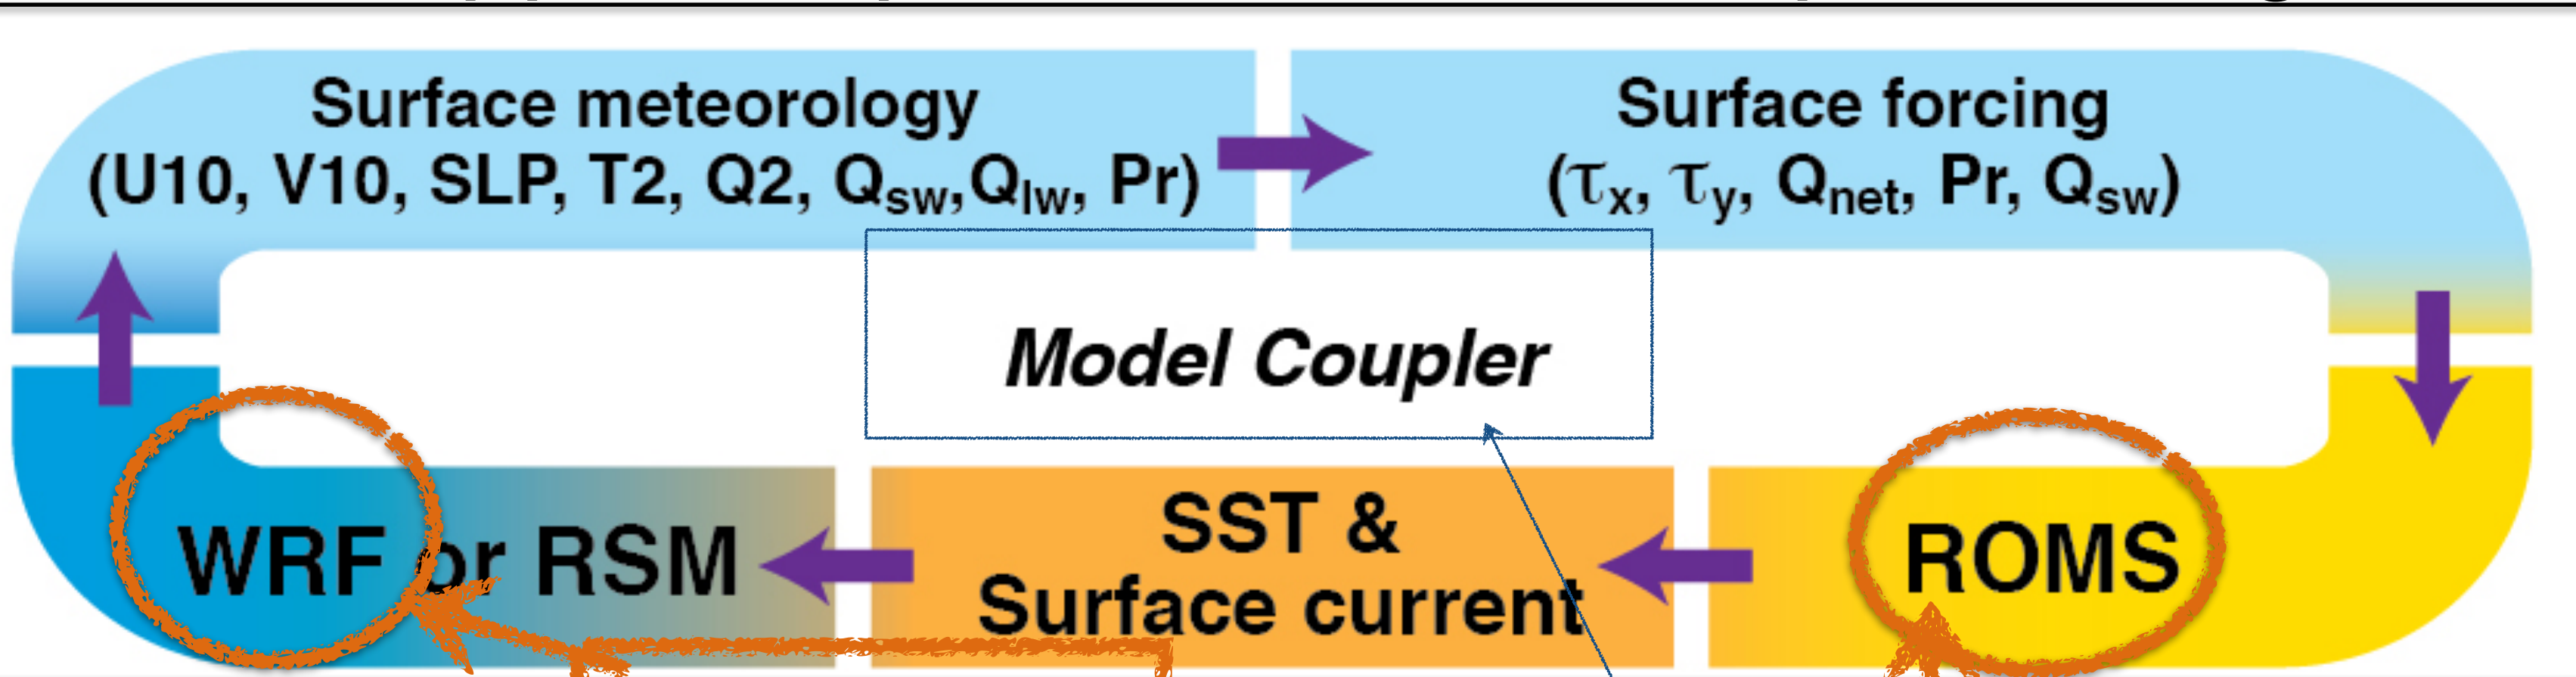 Surface meteorology
(U10, V10, SLP, T2, Q2, Qsw,Qlw, Pr)
Surface forcing
(τx, τy, Qnet, Pr, Qsw)
Model Coupler
WRF or RSM
SST &
Surface current
ROMS